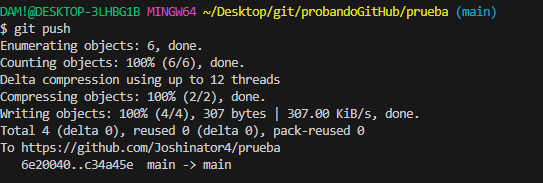 DAM!@DESKTOP-3LHBG1B MINGW64 ~/Desktop/git/probandoGitHub/prueba (main)
$ git push
Enumerating objects: 6, done.
Counting objects: 100% (6/6), done.
Delta compression using up to 12 threads
Compressing objects: 100% (2/2), done.
Writing objects: 100% (4/4), 307 bytes | 307.00 KiB/s, done.
Total 4 (delta 0), reused 0 (delta 0), pack-reused 0
To https://github.com/Joshinator4/prueba
   6e20040..c34a45e  main -> main